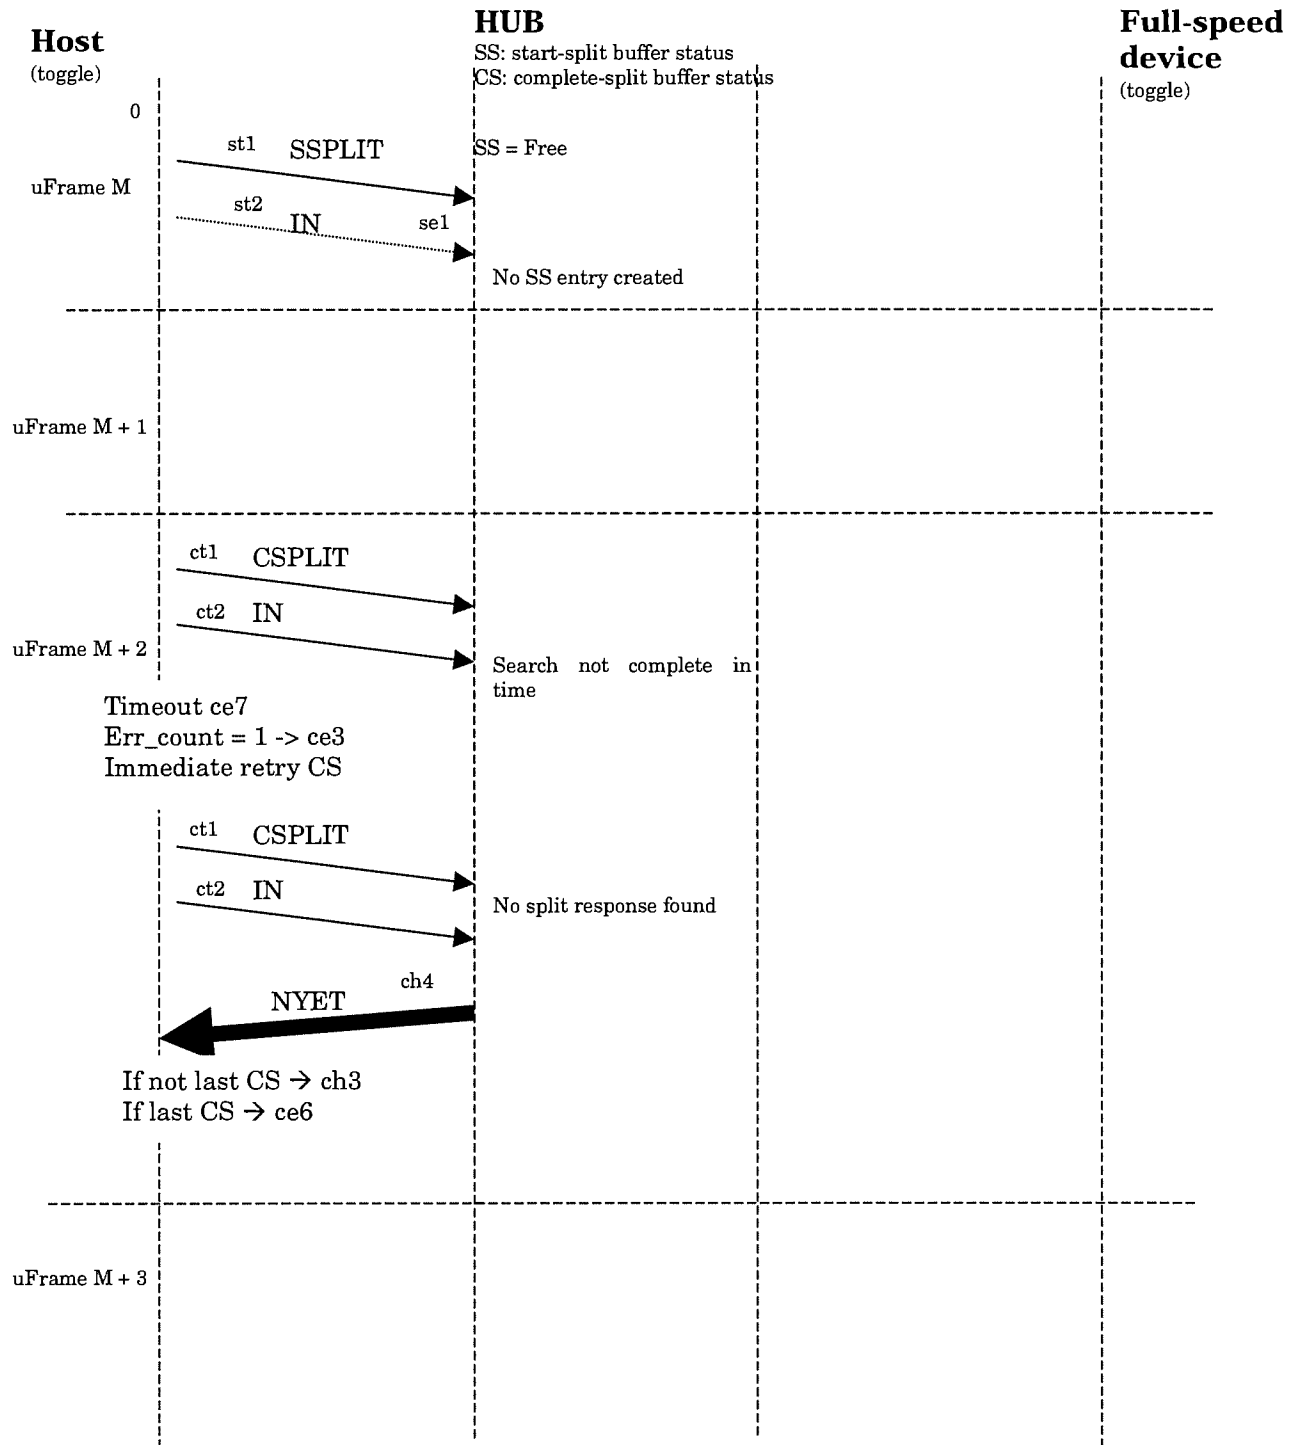 Host
(toggle)
HUB
SS: start-split buffer status
CS: complete-split buffer status
Full-speed
device
(toggle)
0
st1 SSPLIT
SS = Free
uFrame M
st2 IN se1
No SS entry created
uFrame M + 1
ct1 CSPLIT
ct2 IN
uFrame M + 2
Search not complete in
time
Timeout ce7
Err_count = 1 -> ce3
Immediate retry CS
ct1 CSPLIT
ct2 IN
No split response found
ch4
NYET
If not last CS → ch3
If last CS → ce6
uFrame M + 3